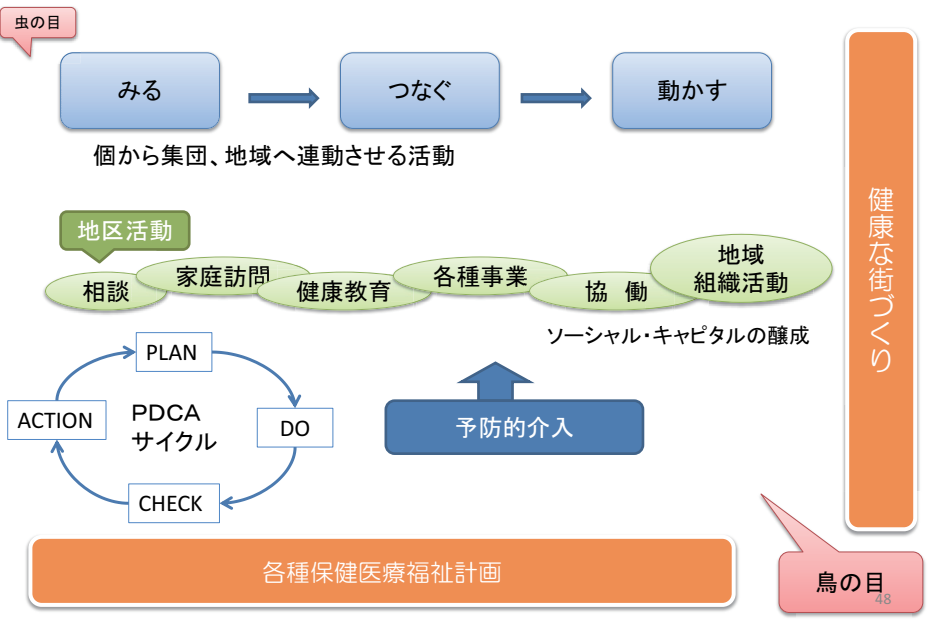 虫の目
みる
つなぐ
動かす
個から集団、地域へ連動させる活動
地区活動
相談
家庭訪問
健康教育
各種事業
協 働
地域
組織活動
ソーシャル・キャピタルの醸成
健康な街づくり
PLAN
ACTION
PDCA
サイクル
DO
CHECK
予防的介入
各種保健医療福祉計画
鳥の目
48